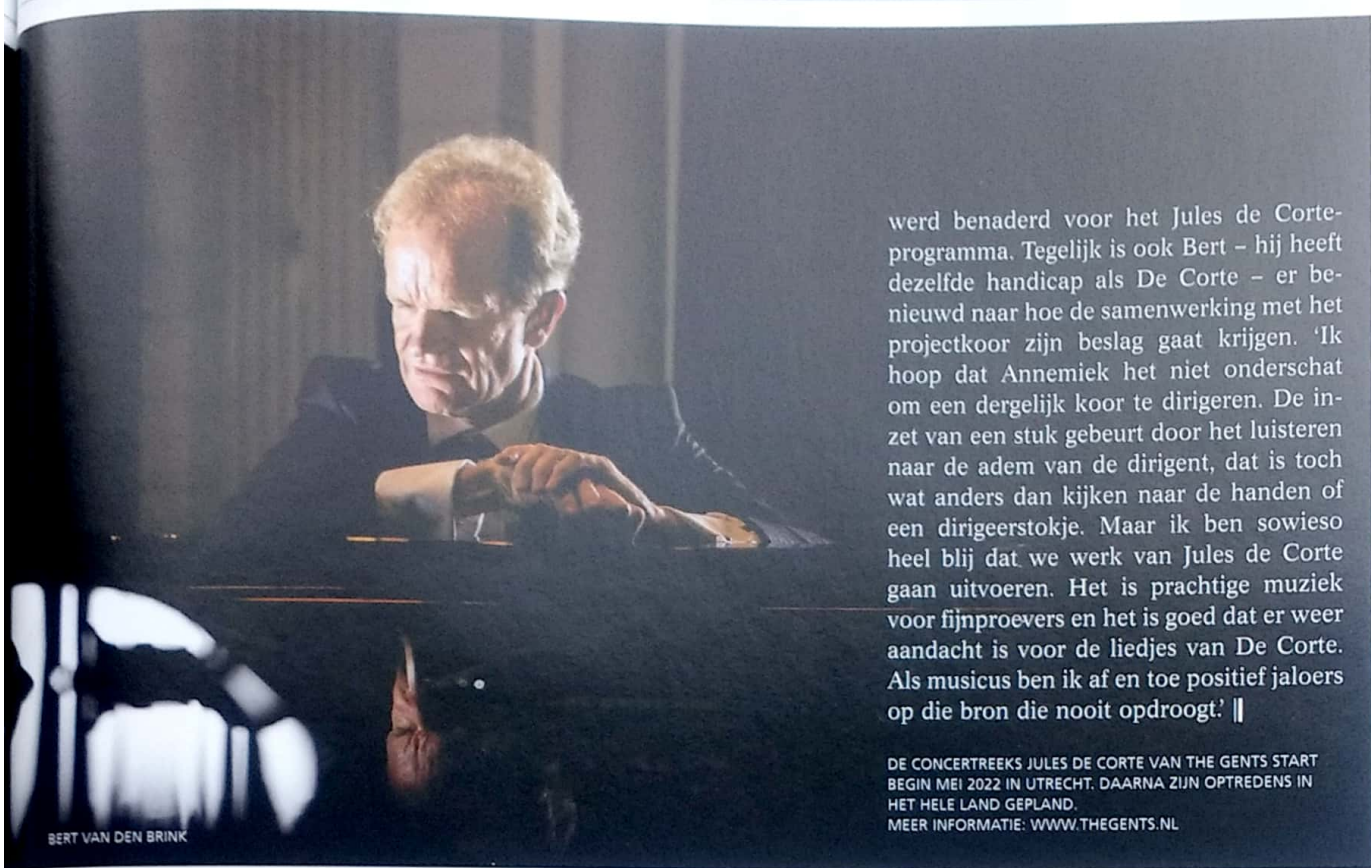 werd benaderd voor het Jules de Corte-
programma. Tegelijk is ook Bert – hij heeft
dezelfde handicap als De Corte – er be-
nieuwd naar hoe de samenwerking met het
projectkoor zijn beslag gaat krijgen. ‘Ik
hoop dat Annemiek het niet onderschat
om een dergelijk koor te dirigeren. De in-
zet van een stuk gebeurt door het luisteren
naar de adem van de dirigent, dat is toch
wat anders dan kijken naar de handen of
een dirigeerstokje. Maar ik ben sowieso
heel blij dat we werk van Jules de Corte
gaan uitvoeren. Het is prachtige muziek
voor fijnproevers en het is goed dat er weer
aandacht is voor de liedjes van De Corte.
Als musicus ben ik af en toe positief jaloers
op die bron die nooit opdroogt.’
DE CONCERTREEKS JULES DE CORTE VAN THE GENTS START
BEGIN MEI 2022 IN UTRECHT. DAARNA ZIJN OPTREDENS IN
HET HELE LAND GEPLAND.
MEER INFORMATIE: WWW.THEGENTS.NL
BERT VAN DEN BRINK